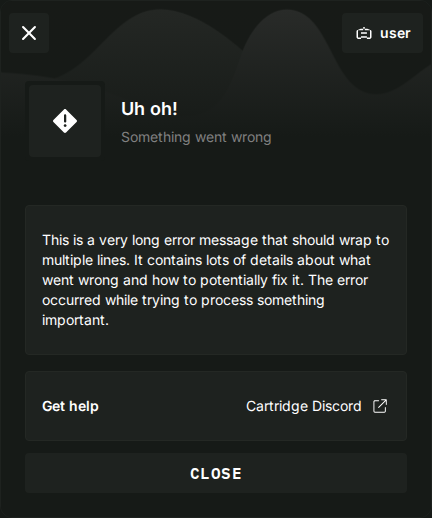 user
Uh oh!
Something went wrong
This is a very long error message that should wrap to
multiple lines. It contains lots of details about what
went wrong and how to potentially fix it. The error
occurred while trying to process something
important.
Get help
Cartridge Discord
CLOSE